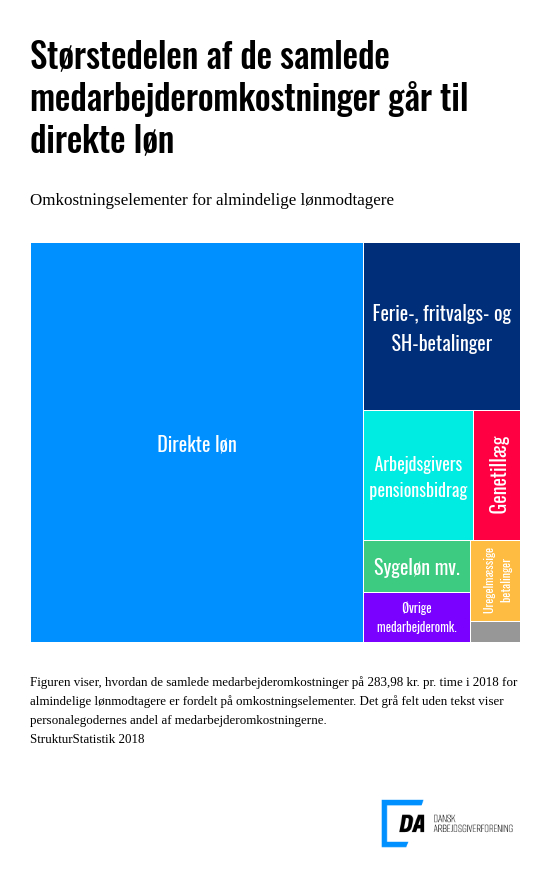 Størstedelen af de samlede
medarbejderomkostninger går til
direkte løn
Omkostningselementer for almindelige lønmodtagere
Direkte løn
Ferie-, fritvalgs- og
SH-betalinger
Arbejdsgivers
pensionsbidrag
Genetillæg
Sygeløn mv.
Øvrige
medarbejderomk.
Uregelmæssige
betalinger
Figuren viser, hvordan de samlede medarbejderomkostninger på 283,98 kr. pr. time i 2018 for
almindelige lønmodtagere er fordelt på omkostningselementer. Det grå felt uden tekst viser
personalegodernes andel af medarbejderomkostningerne.
StrukturStatistik 2018
DA
DANSK
ARBEJDSGIVERFORENING